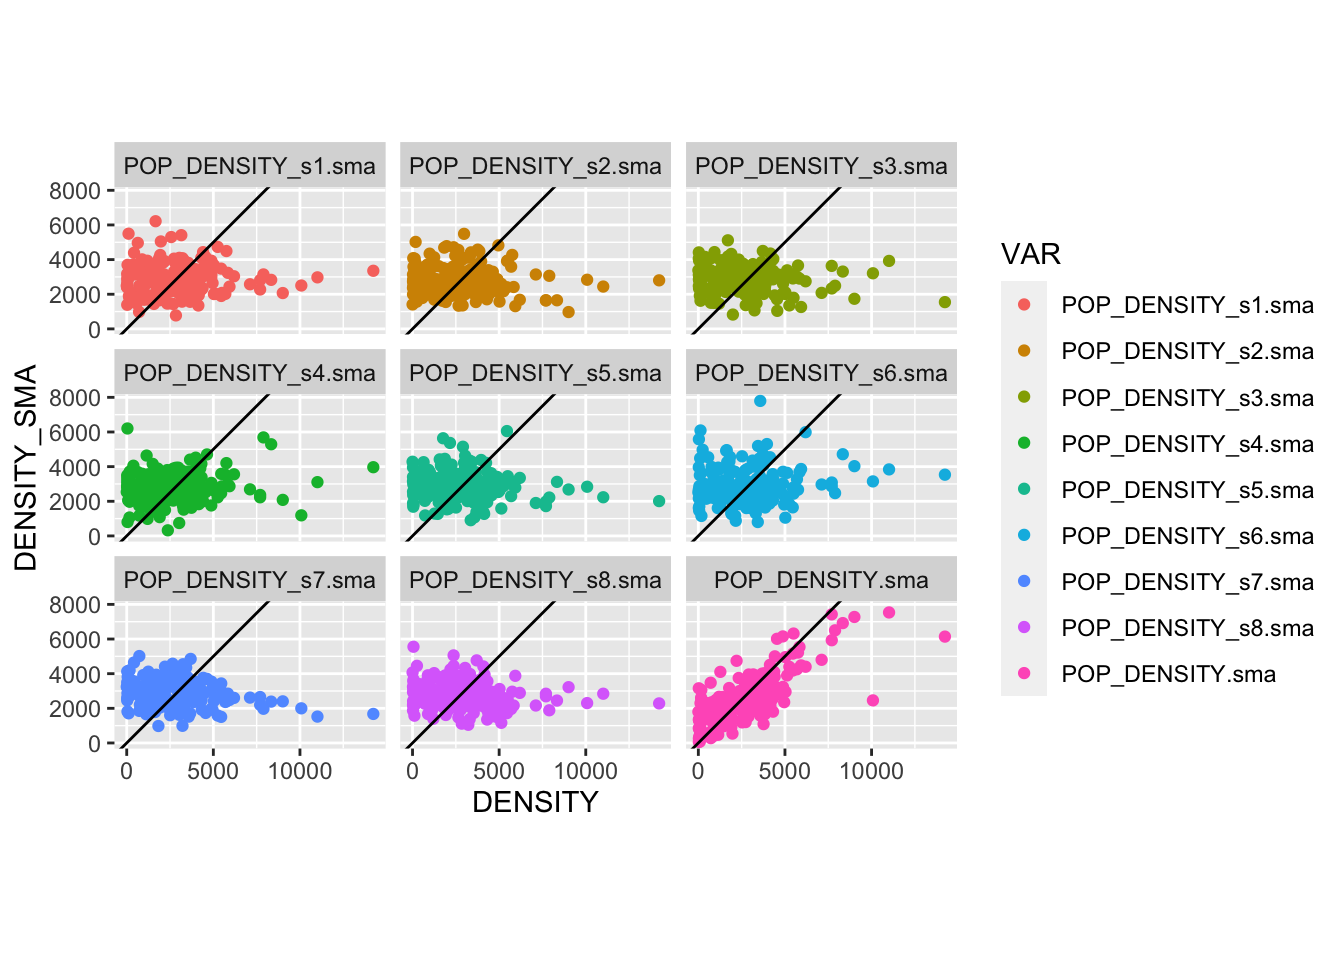 POP_DENSITY_s1.sma POP_DENSITY_s2.sma POP_DENSITY_s3.sma
8000
6000
4000
2000
0
POP_DENSITY_s4.sma POP_DENSITY_s5.sma POP_DENSITY_s6.sma
8000
6000
4000
2000
0
POP_DENSITY_s7.sma POP_DENSITY_s8.sma POP_DENSITY.sma
8000
6000
4000
2000
0
0 5000 10000 0 5000 10000 0 5000 10000
DENSITY
DENSITY_SMA
VAR
POP_DENSITY_s1.sma
POP_DENSITY_s2.sma
POP_DENSITY_s3.sma
POP_DENSITY_s4.sma
POP_DENSITY_s5.sma
POP_DENSITY_s6.sma
POP_DENSITY_s7.sma
POP_DENSITY_s8.sma
POP_DENSITY.sma